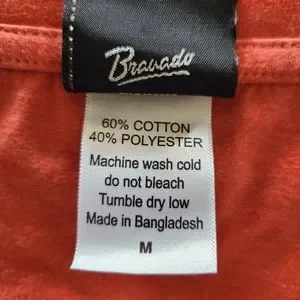 Bravado
60% COTTON
40% POLYESTER
Machine wash cold
do not bleach
Tumble dry low
Made in Bangladesh
M